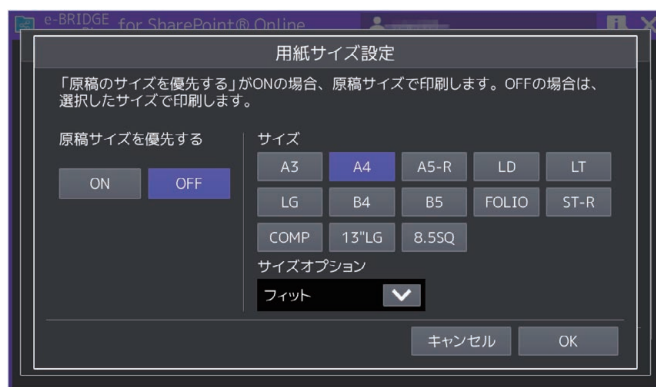 e-BRIDGE for SharePoint® Online
用紙サイズ設定
「原稿のサイズを優先する」がONの場合、原稿サイズで印刷します。OFFの場合は、
選択したサイズで印刷します。
原稿サイズを優先する
サイズ
ON OFF
A3 A4 A5-R LD LT
LG B4 B5 FOLIO ST-R
COMP 13"LG 8.5SQ
サイズオプション
フィット
キャンセル OK